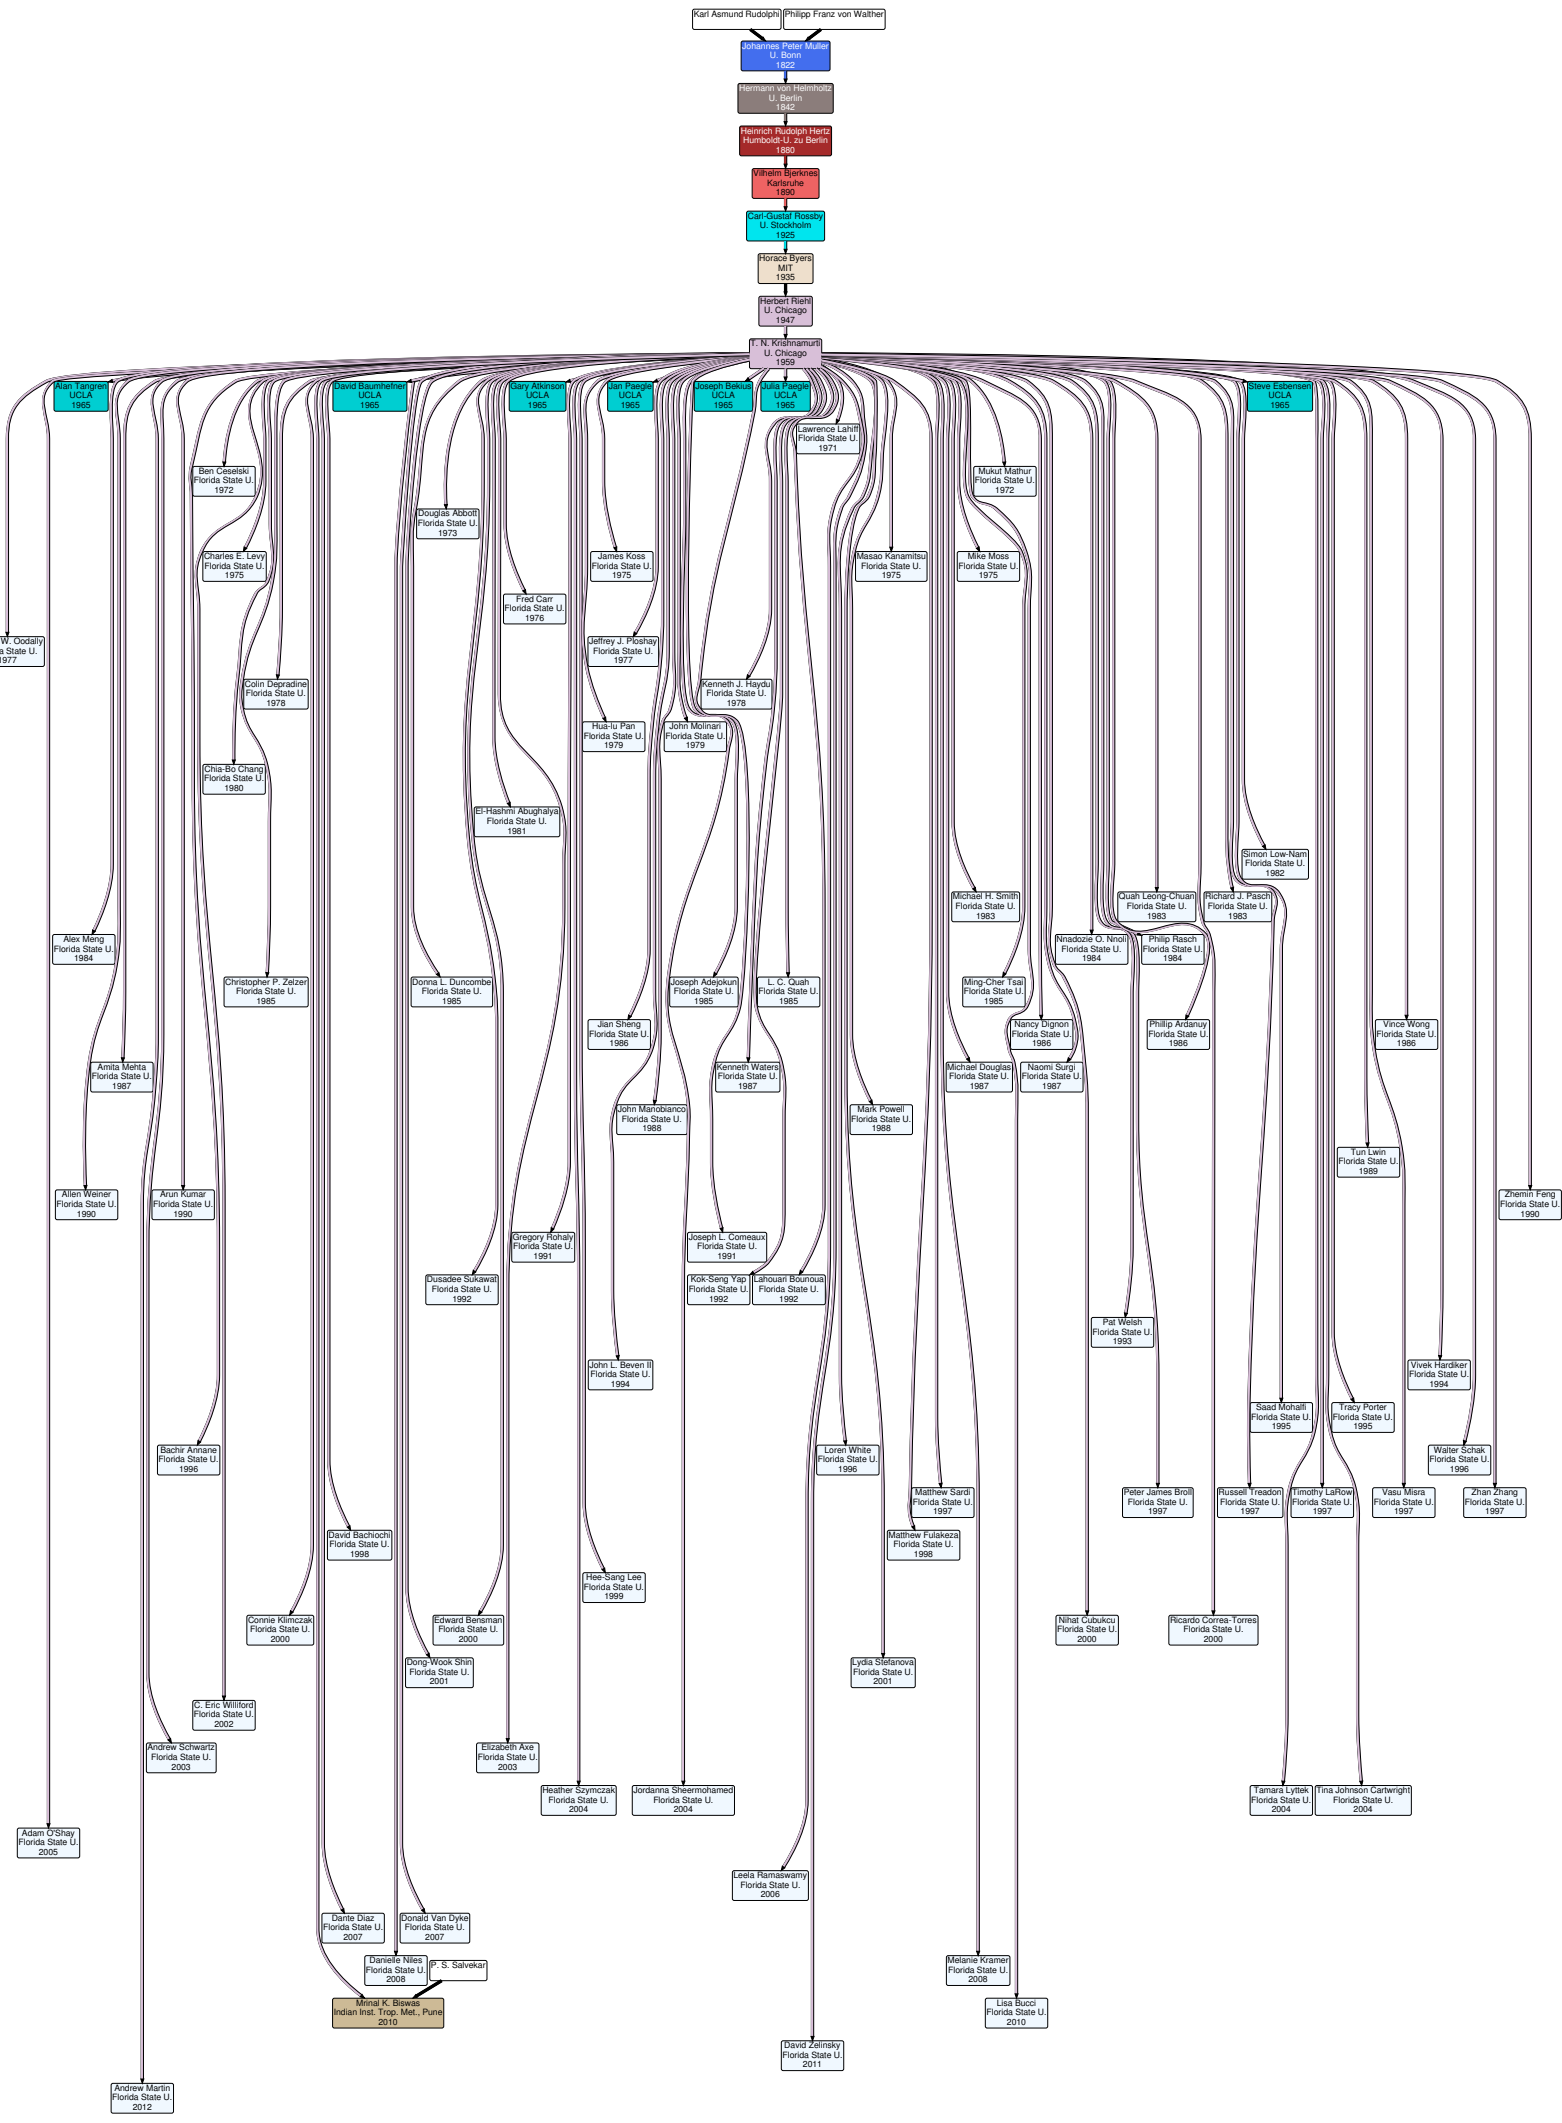 Karl Asmund Rudolphi
Philipp Franz von Walther
Johannes Peter Muller
U. Bonn
1822
Hermann von Helmholtz
U. Berlin
1842
Heinrich Rudolph Hertz
Humboldt-U. zu Berlin
1880
Vilhelm Bjerknes
Karlsruhe
1890
Carl-Gustaf Rossby
U. Stockholm
1925
Horace Byers
MIT
1935
Herbert Riehl
U. Chicago
1947
T. N. Krishnamurti
U. Chicago
1959
Alan Tangren
UCLA
1965
David Baumhefner
UCLA
1965
Gary Atkinson
UCLA
1965
Jan Paegle
UCLA
1965
Joseph Bekius
UCLA
1965
Julia Paegle
UCLA
1965
Steve Esbensen
UCLA
1965
Lawrence Lahiff
Florida State U.
1971
Ben Ceselski
Florida State U.
1972
Mukut Mathur
Florida State U.
1972
Douglas Abbott
Florida State U.
1973
Charles E. Levy
Florida State U.
1975
James Koss
Florida State U.
1975
Masao Kanamitsu
Florida State U.
1975
Mike Moss
Florida State U.
1975
Fred Carr
Florida State U.
1976
W. Oodally
a State U.
1977
Jeffrey J. Ploshay
Florida State U.
1977
Colin Depradine
Florida State U.
1978
Kenneth J. Haydu
Florida State U.
1978
Hua-lu Pan
Florida State U.
1979
John Molinari
Florida State U.
1979
Chia-Bo Chang
Florida State U.
1980
El-Hashmi Abughalya
Florida State U.
1981
Simon Low-Nam
Florida State U.
1982
Michael H. Smith
Florida State U.
1983
Quah Leong-Chuan
Florida State U.
1983
Richard J. Pasch
Florida State U.
1983
Alex Meng
Florida State U.
1984
Nnadozie O. Nnoli
Florida State U.
1984
Philip Rasch
Florida State U.
1984
Christopher P. Zelzer
Florida State U.
1985
Donna L. Duncombe
Florida State U.
1985
Joseph Adejokun
Florida State U.
1985
L. C. Quah
Florida State U.
1985
Ming-Cher Tsai
Florida State U.
1985
Jian Sheng
Florida State U.
1986
Nancy Dignon
Florida State U.
1986
Phillip Ardanuy
Florida State U.
1986
Vince Wong
Florida State U.
1986
Amita Mehta
Florida State U.
1987
Kenneth Waters
Florida State U.
1987
Michael Douglas
Florida State U.
1987
Naomi Surgi
Florida State U.
1987
John Manobianco
Florida State U.
1988
Mark Powell
Florida State U.
1988
Tun Lwin
Florida State U.
1989
Allen Weiner
Florida State U.
1990
Arun Kumar
Florida State U.
1990
Zhemin Feng
Florida State U.
1990
Gregory Rohaly
Florida State U.
1991
Joseph L. Comeaux
Florida State U.
1991
Dusadee Sukawat
Florida State U.
1992
Kok-Seng Yap
Florida State U.
1992
Lahouari Bounoua
Florida State U.
1992
Pat Welsh
Florida State U.
1993
John L. Beven II
Florida State U.
1994
Vivek Hardiker
Florida State U.
1994
Saad Mohalfi
Florida State U.
1995
Tracy Porter
Florida State U.
1995
Bachir Annane
Florida State U.
1996
Loren White
Florida State U.
1996
Walter Schak
Florida State U.
1996
Matthew Sardi
Florida State U.
1997
Peter James Broll
Florida State U.
1997
Russell Treadon
Florida State U.
1997
Timothy LaRow
Florida State U.
1997
Vasu Misra
Florida State U.
1997
Zhan Zhang
Florida State U.
1997
David Bachiochi
Florida State U.
1998
Matthew Fulakeza
Florida State U.
1998
Hee-Sang Lee
Florida State U.
1999
Connie Klimczak
Florida State U.
2000
Edward Bensman
Florida State U.
2000
Nihat Cubukcu
Florida State U.
2000
Ricardo Correa-Torres
Florida State U.
2000
Dong-Wook Shin
Florida State U.
2001
Lydia Stefanova
Florida State U.
2001
C. Eric Williford
Florida State U.
2002
Andrew Schwartz
Florida State U.
2003
Elizabeth Axe
Florida State U.
2003
Heather Szymczak
Florida State U.
2004
Jordanna Sheermohamed
Florida State U.
2004
Tamara Lyttek
Florida State U.
2004
Tina Johnson Cartwright
Florida State U.
2004
Adam O'Shay
Florida State U.
2005
Leela Ramaswamy
Florida State U.
2006
Dante Diaz
Florida State U.
2007
Donald Van Dyke
Florida State U.
2007
Danielle Niles
Florida State U.
2008
P. S. Salvekar
Melanie Kramer
Florida State U.
2008
Mrinal K. Biswas
Indian Inst. Trop. Met., Pune
2010
Lisa Bucci
Florida State U.
2010
David Zelinsky
Florida State U.
2011
Andrew Martin
Florida State U.
2012